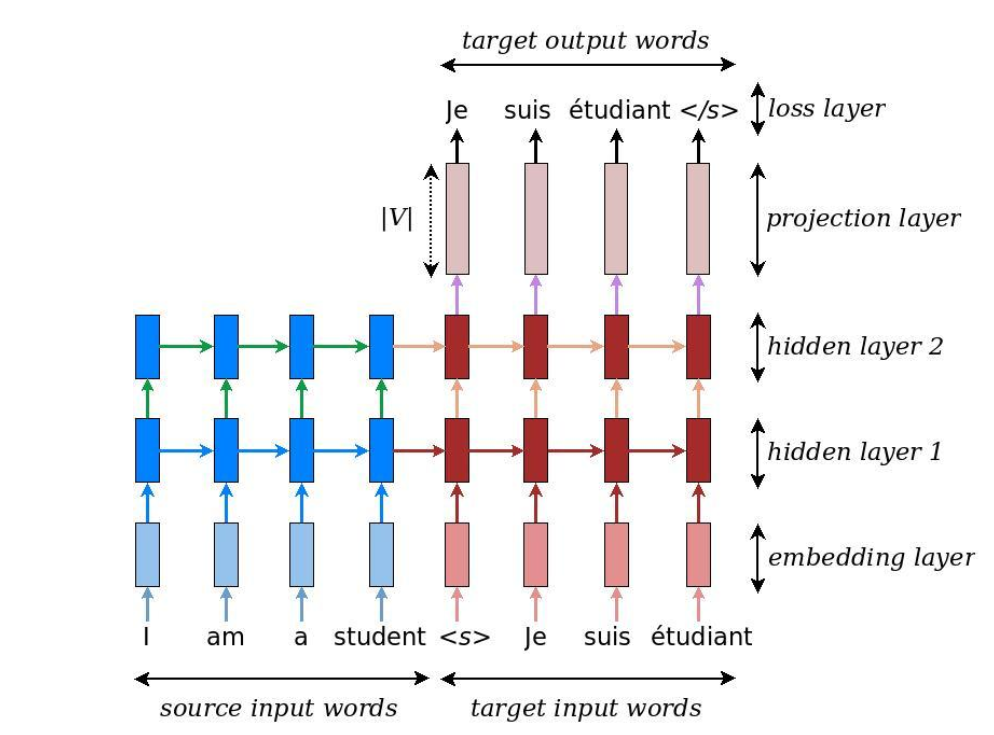 target output words
Je suis étudiant </s>
loss layer
|V|
projection layer
hidden layer 2
hidden layer 1
embedding layer
I am a student <s> Je suis étudiant
source input words
target input words